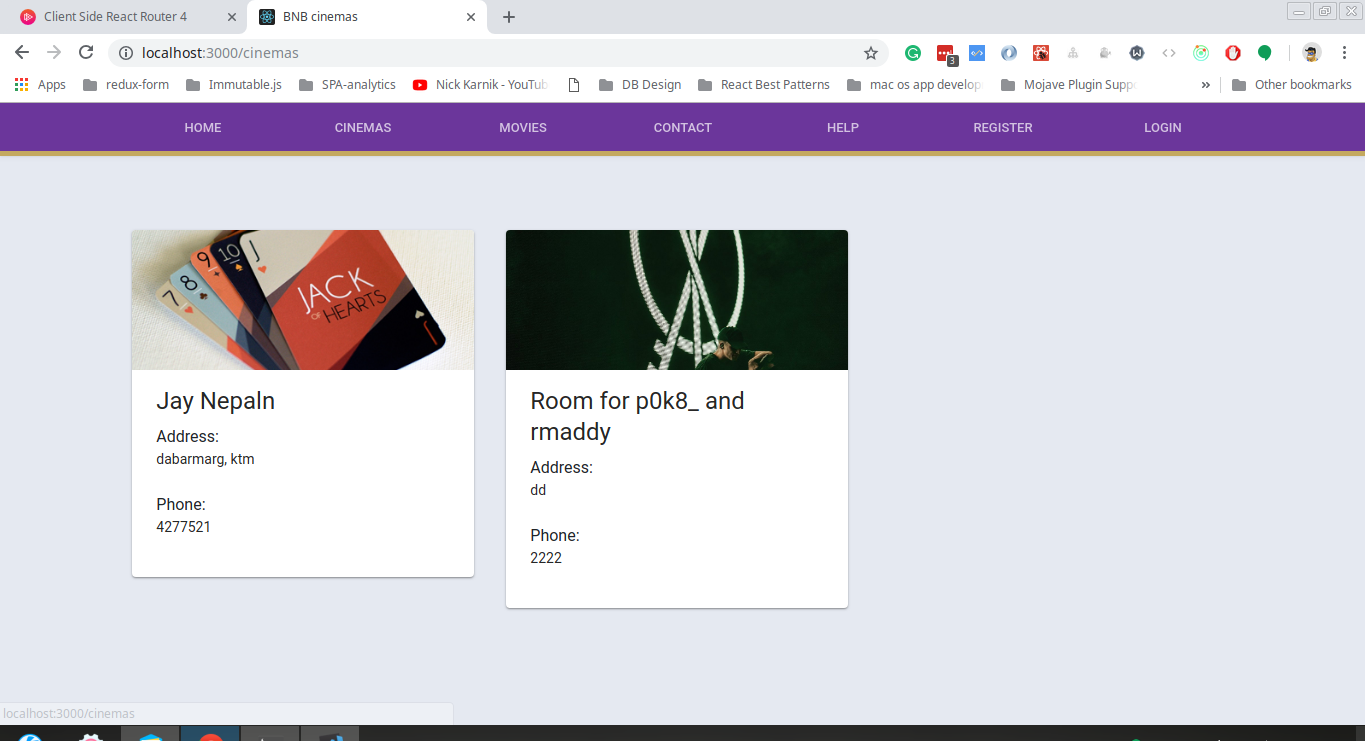 Client Side React Router 4
BNB cinemas
localhost:3000/cinemas
3
Apps
redux-form
Immutable.js
SPA-analytics
Nick Karnik - YouTub
DB Design
React Best Patterns
mac os app develop
Mojave Plugin Supp
Other bookmarks
HOME
CINEMAS
MOVIES
CONTACT
HELP
REGISTER
LOGIN
7
8
9
10
J
JACK
OF HEARTS
J
Jay Nepaln
Address:
dabarmarg, ktm
Phone:
4277521
Room for p0k8_ and
rmaddy
Address:
dd
Phone:
2222
localhost:3000/cinemas